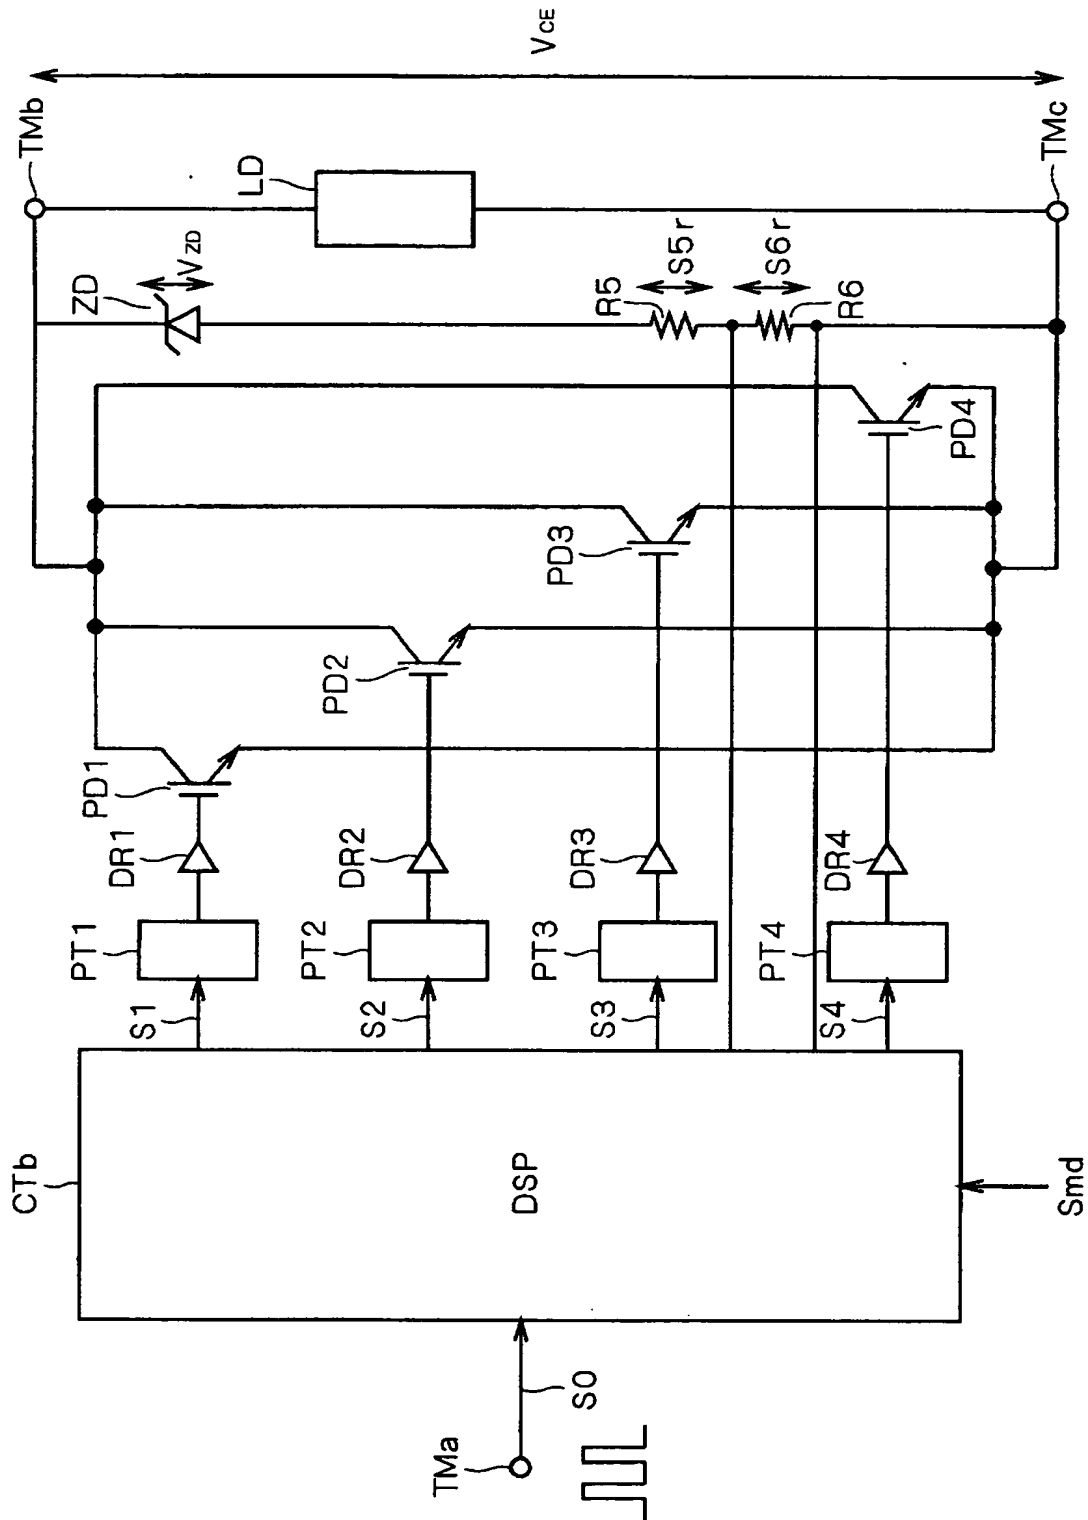 TMa
S0
CTb
DSP
Smd
S1
PT1
DR1
PD1
S2
PT2
DR2
PD2
S3
PT3
DR3
PD3
S4
PT4
DR4
PD4
ZD
VZD
R5
S5r
S6r
R6
LD
TMb
TMc
VCE